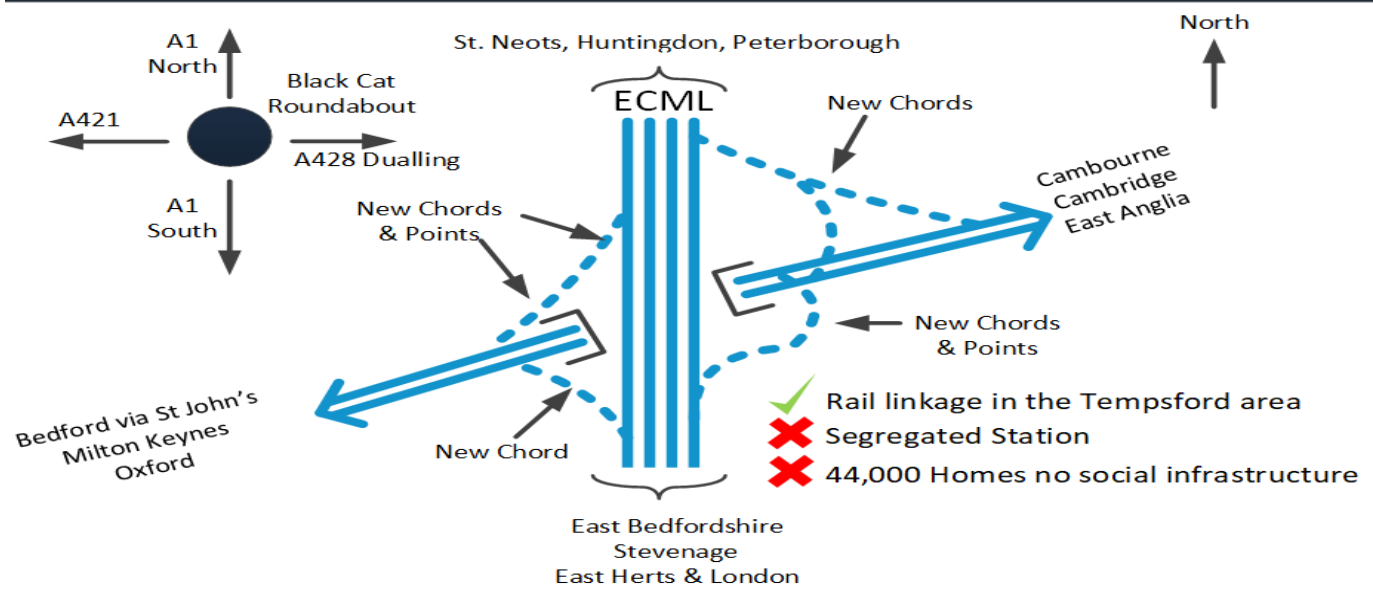 A1
North
Black Cat
Roundabout
A421
A428 Dualling
A1
South
St. Neots, Huntingdon, Peterborough
ECML
New Chords
North
Cambourne
Cambridge
East Anglia
New Chords
& Points
New Chords
& Points
New Chord
Bedford via St John’s
Milton Keynes
Oxford
Rail linkage in the Tempsford area
Segregated Station
44,000 Homes no social infrastructure
East Bedfordshire
Stevenage
East Herts & London